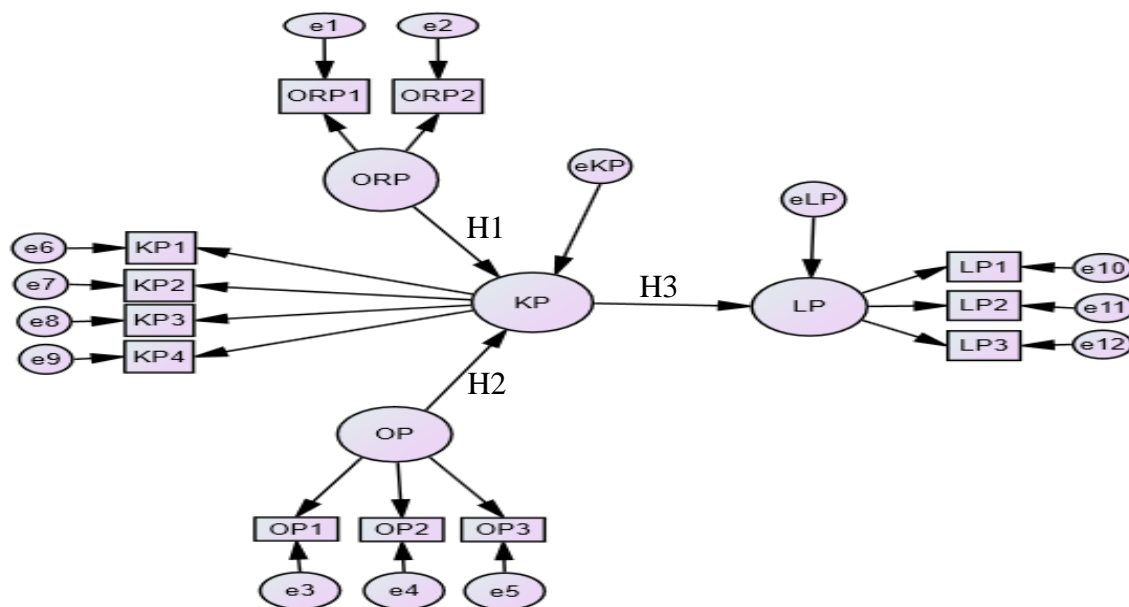 e1 e2
ORP1 ORP2
ORP
eKP
eLP
H1
e6 KP1
e7 KP2
e8 KP3
e9 KP4
KP
H3
LP
LP1 e10
LP2 e11
LP3 e12
H2
OP
OP1 OP2 OP3
e3 e4 e5